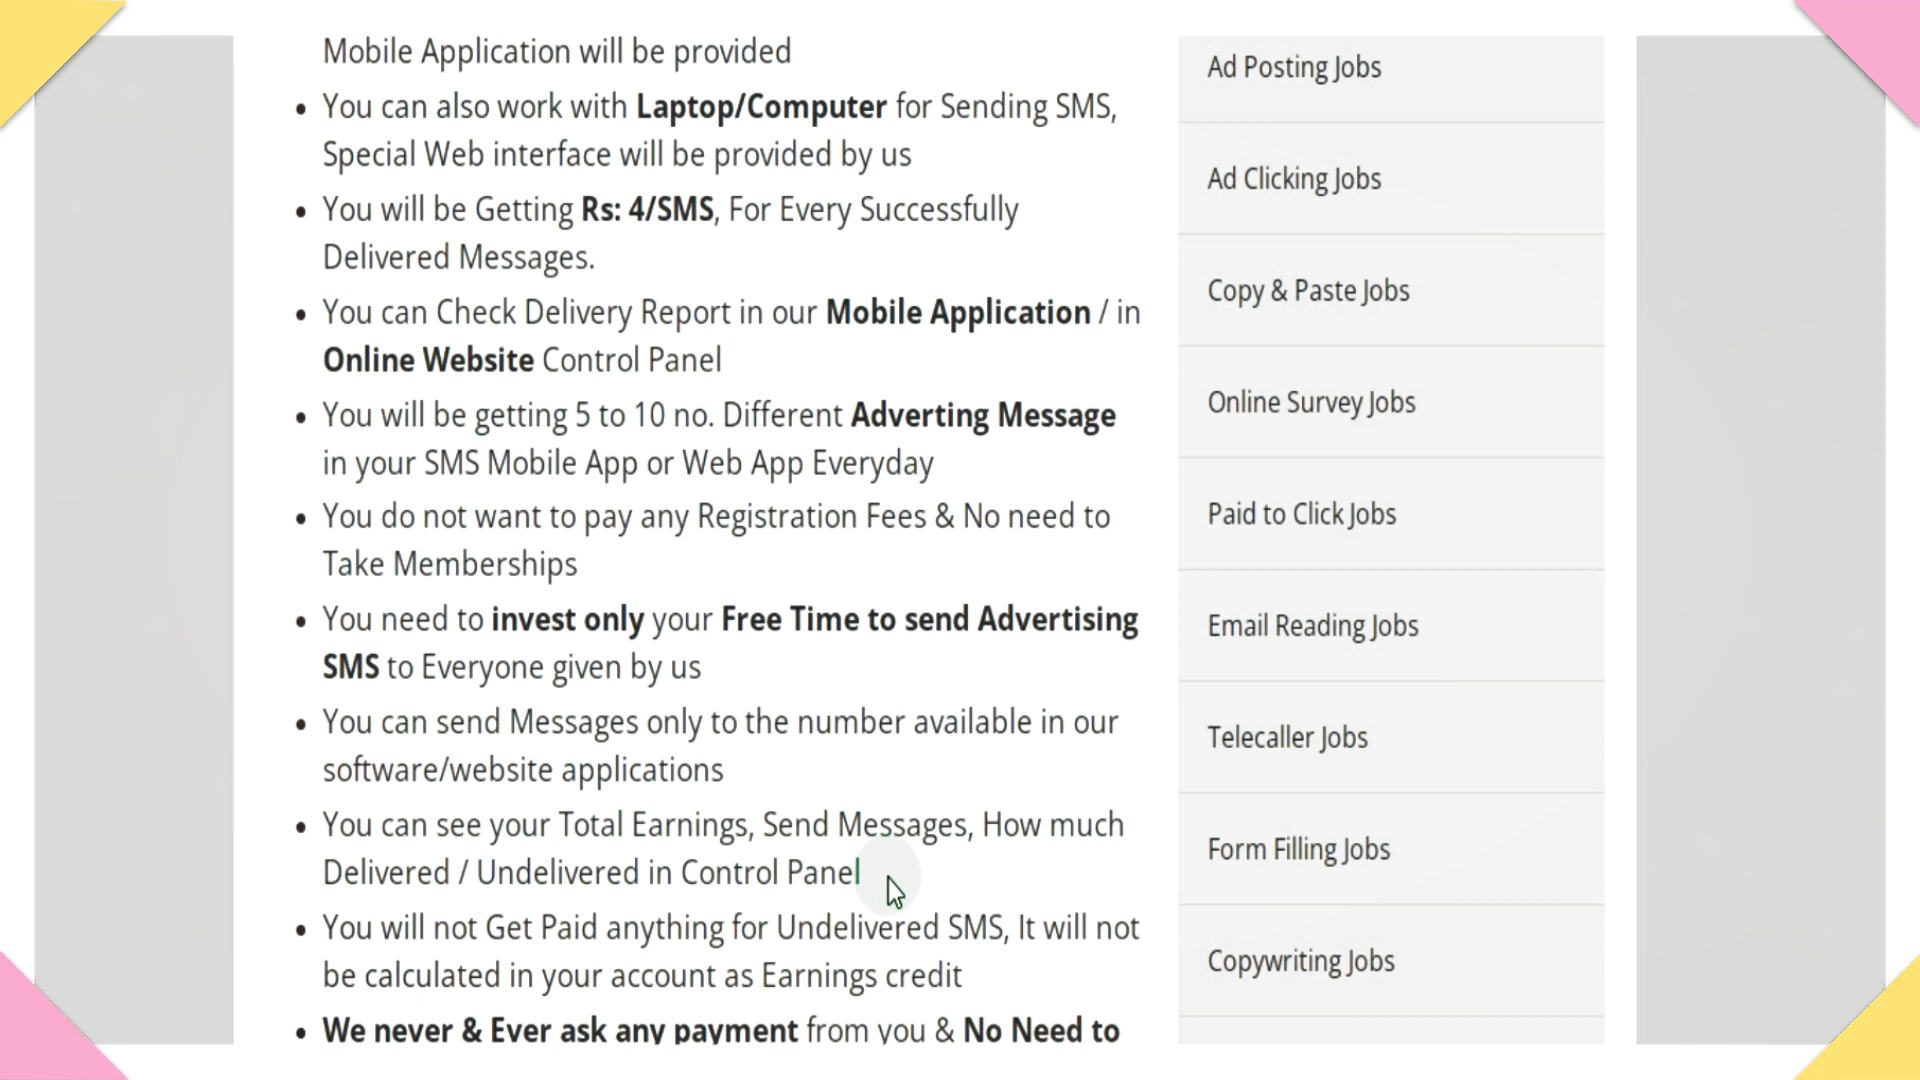 Mobile Application will be provided
• You can also work with Laptop/Computer for Sending SMS,
Special Web interface will be provided by us
• You will be Getting Rs: 4/SMS, For Every Successfully
Delivered Messages.
• You can Check Delivery Report in our Mobile Application / in
Online Website Control Panel
• You will be getting 5 to 10 no. Different Adverting Message
in your SMS Mobile App or Web App Everyday
• You do not want to pay any Registration Fees & No need to
Take Memberships
• You need to invest only your Free Time to send Advertising
SMS to Everyone given by us
• You can send Messages only to the number available in our
software/website applications
• You can see your Total Earnings, Send Messages, How much
Delivered / Undelivered in Control Panel
• You will not Get Paid anything for Undelivered SMS, It will not
be calculated in your account as Earnings credit
• We never & Ever ask any payment from you & No Need to
Ad Posting Jobs
Ad Clicking Jobs
Copy & Paste Jobs
Online Survey Jobs
Paid to Click Jobs
Email Reading Jobs
Telecaller Jobs
Form Filling Jobs
Copywriting Jobs